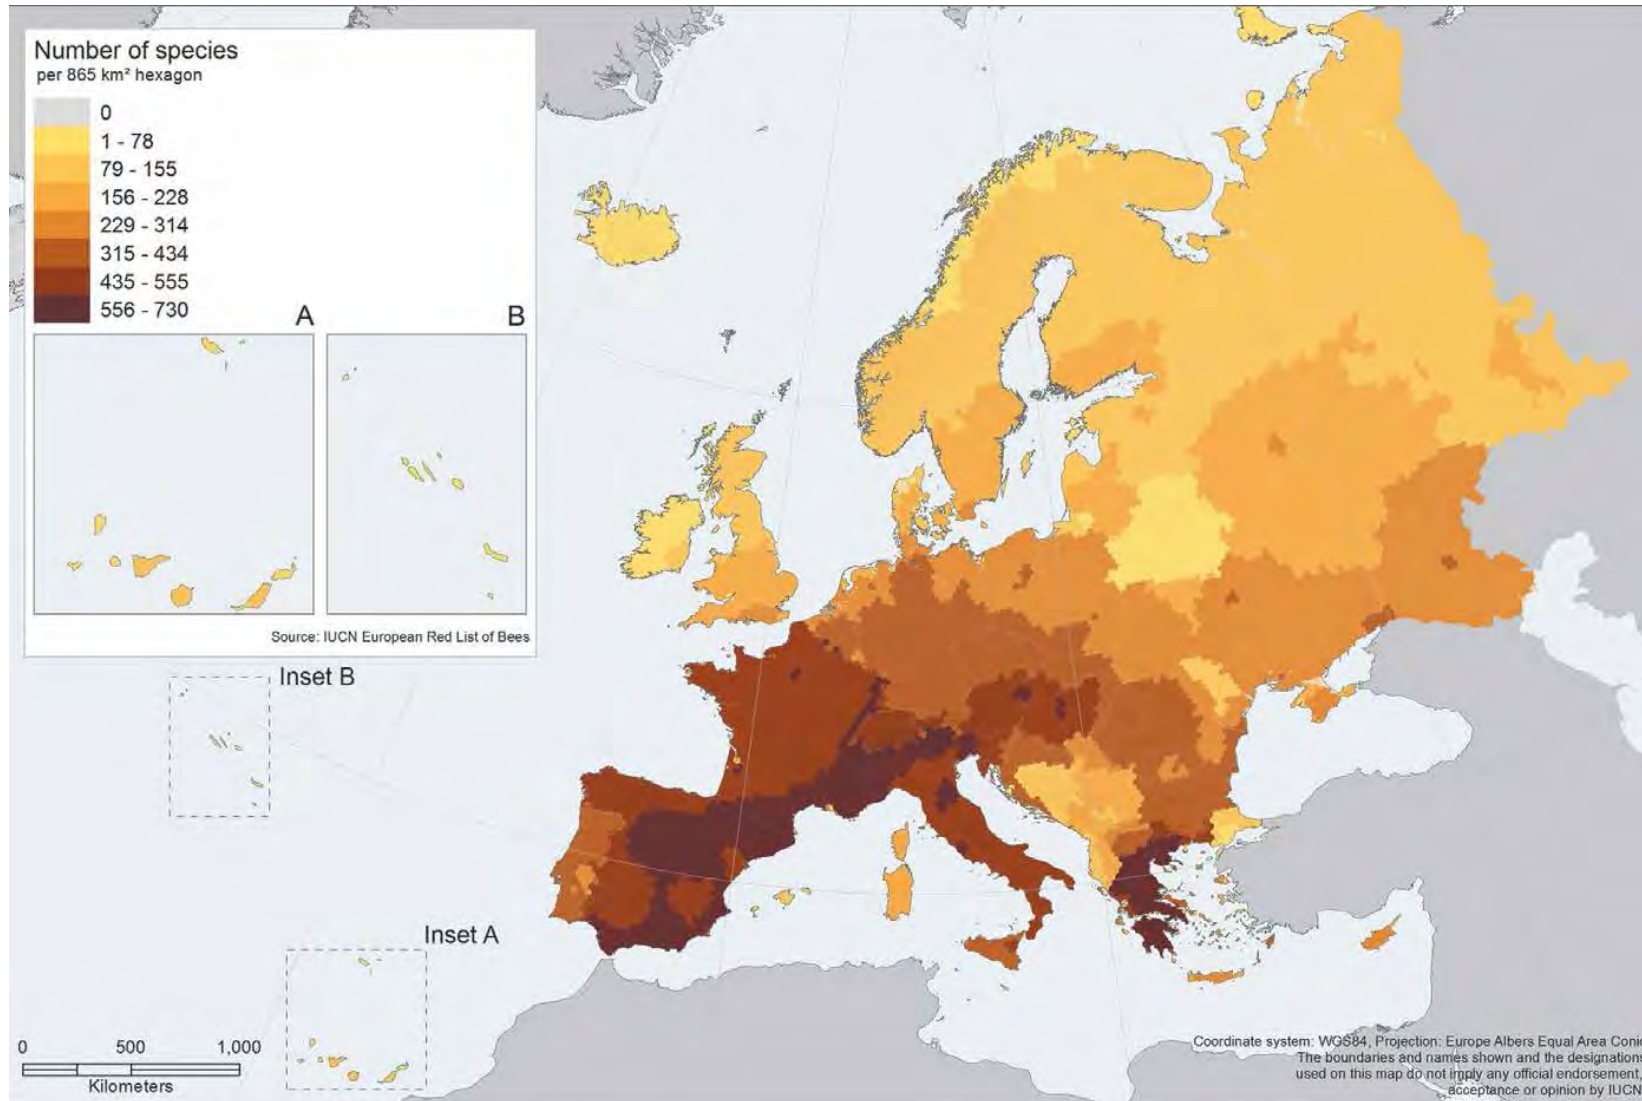 Number of species
per 865 km² hexagon
0
1 - 78
79 - 155
156 - 228
229 - 314
315 - 434
435 - 555
556 - 730
A
B
Source: IUCN European Red List of Bees
Inset B
Inset A
0 500 1,000
Kilometers
Coordinate system: WGS84, Projection: Europe Albers Equal Area Coni
The boundaries and names shown and the designations
used on this map do not imply any official endorsement,
acceptance or opinion by IUCN